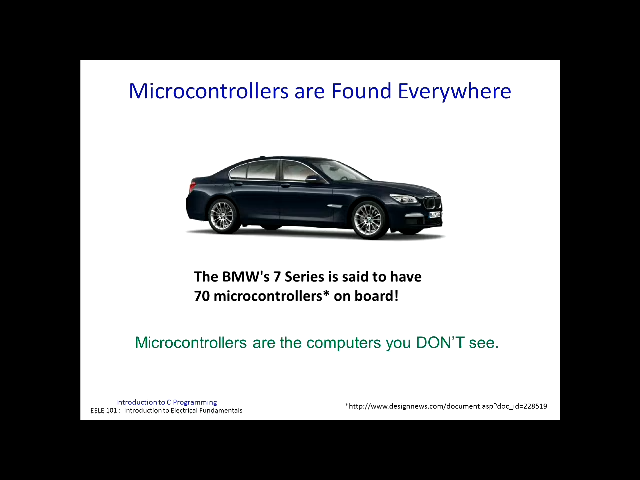 Microcontrollers are Found Everywhere
The BMW's 7 Series is said to have
70 microcontrollers* on board!
Microcontrollers are the computers you DON'T see.
Introduction to C Programming
EELE 101 : Introduction to Electrical Fundamentals
*http://www.designnews.com/document.asp?doc_id=228519